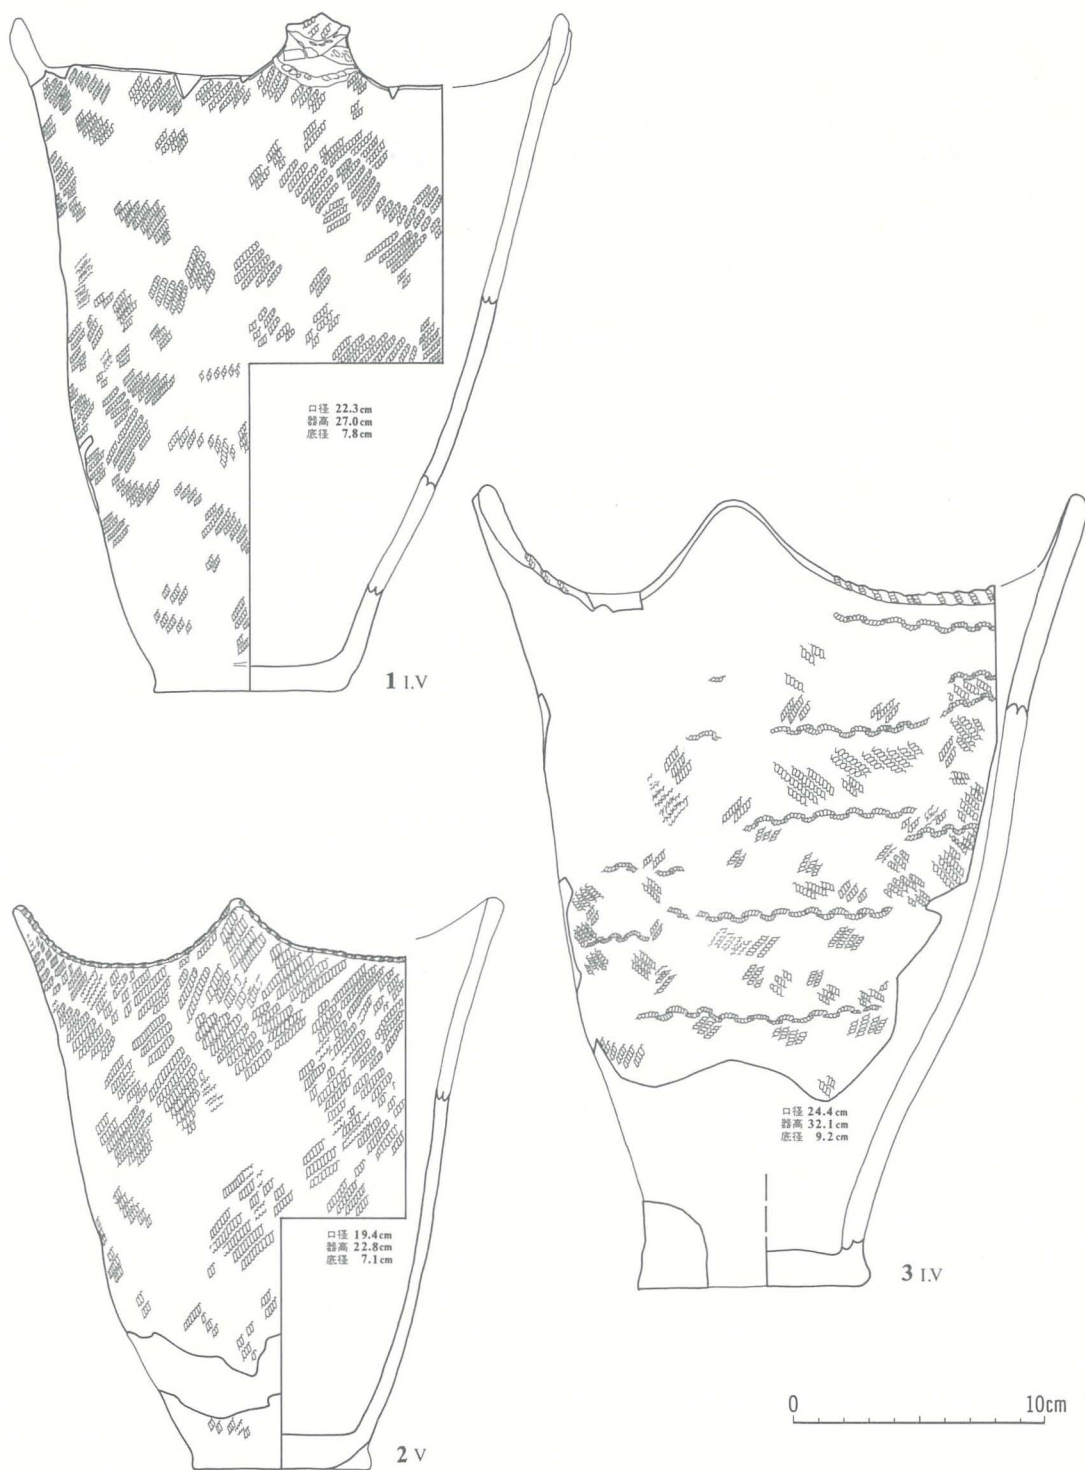 口径 22.3cm
器高 27.0cm
底径 7.8cm
1 I.V
口径 19.4cm
器高 22.8cm
底径 7.1cm
2 V
口径 24.4cm
器高 32.1cm
底径 9.2cm
3 I.V
0 10cm